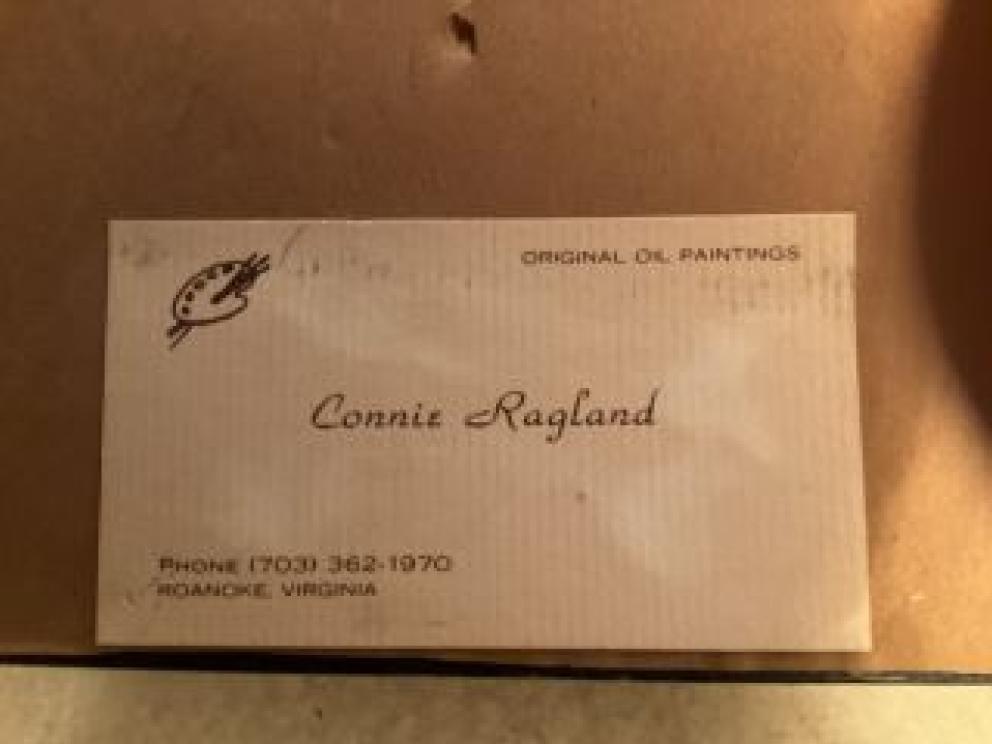 ORIGINAL OIL PAINTINGS
Connie Ragland
PHONE (703) 362-1970
ROANOKE, VIRGINIA